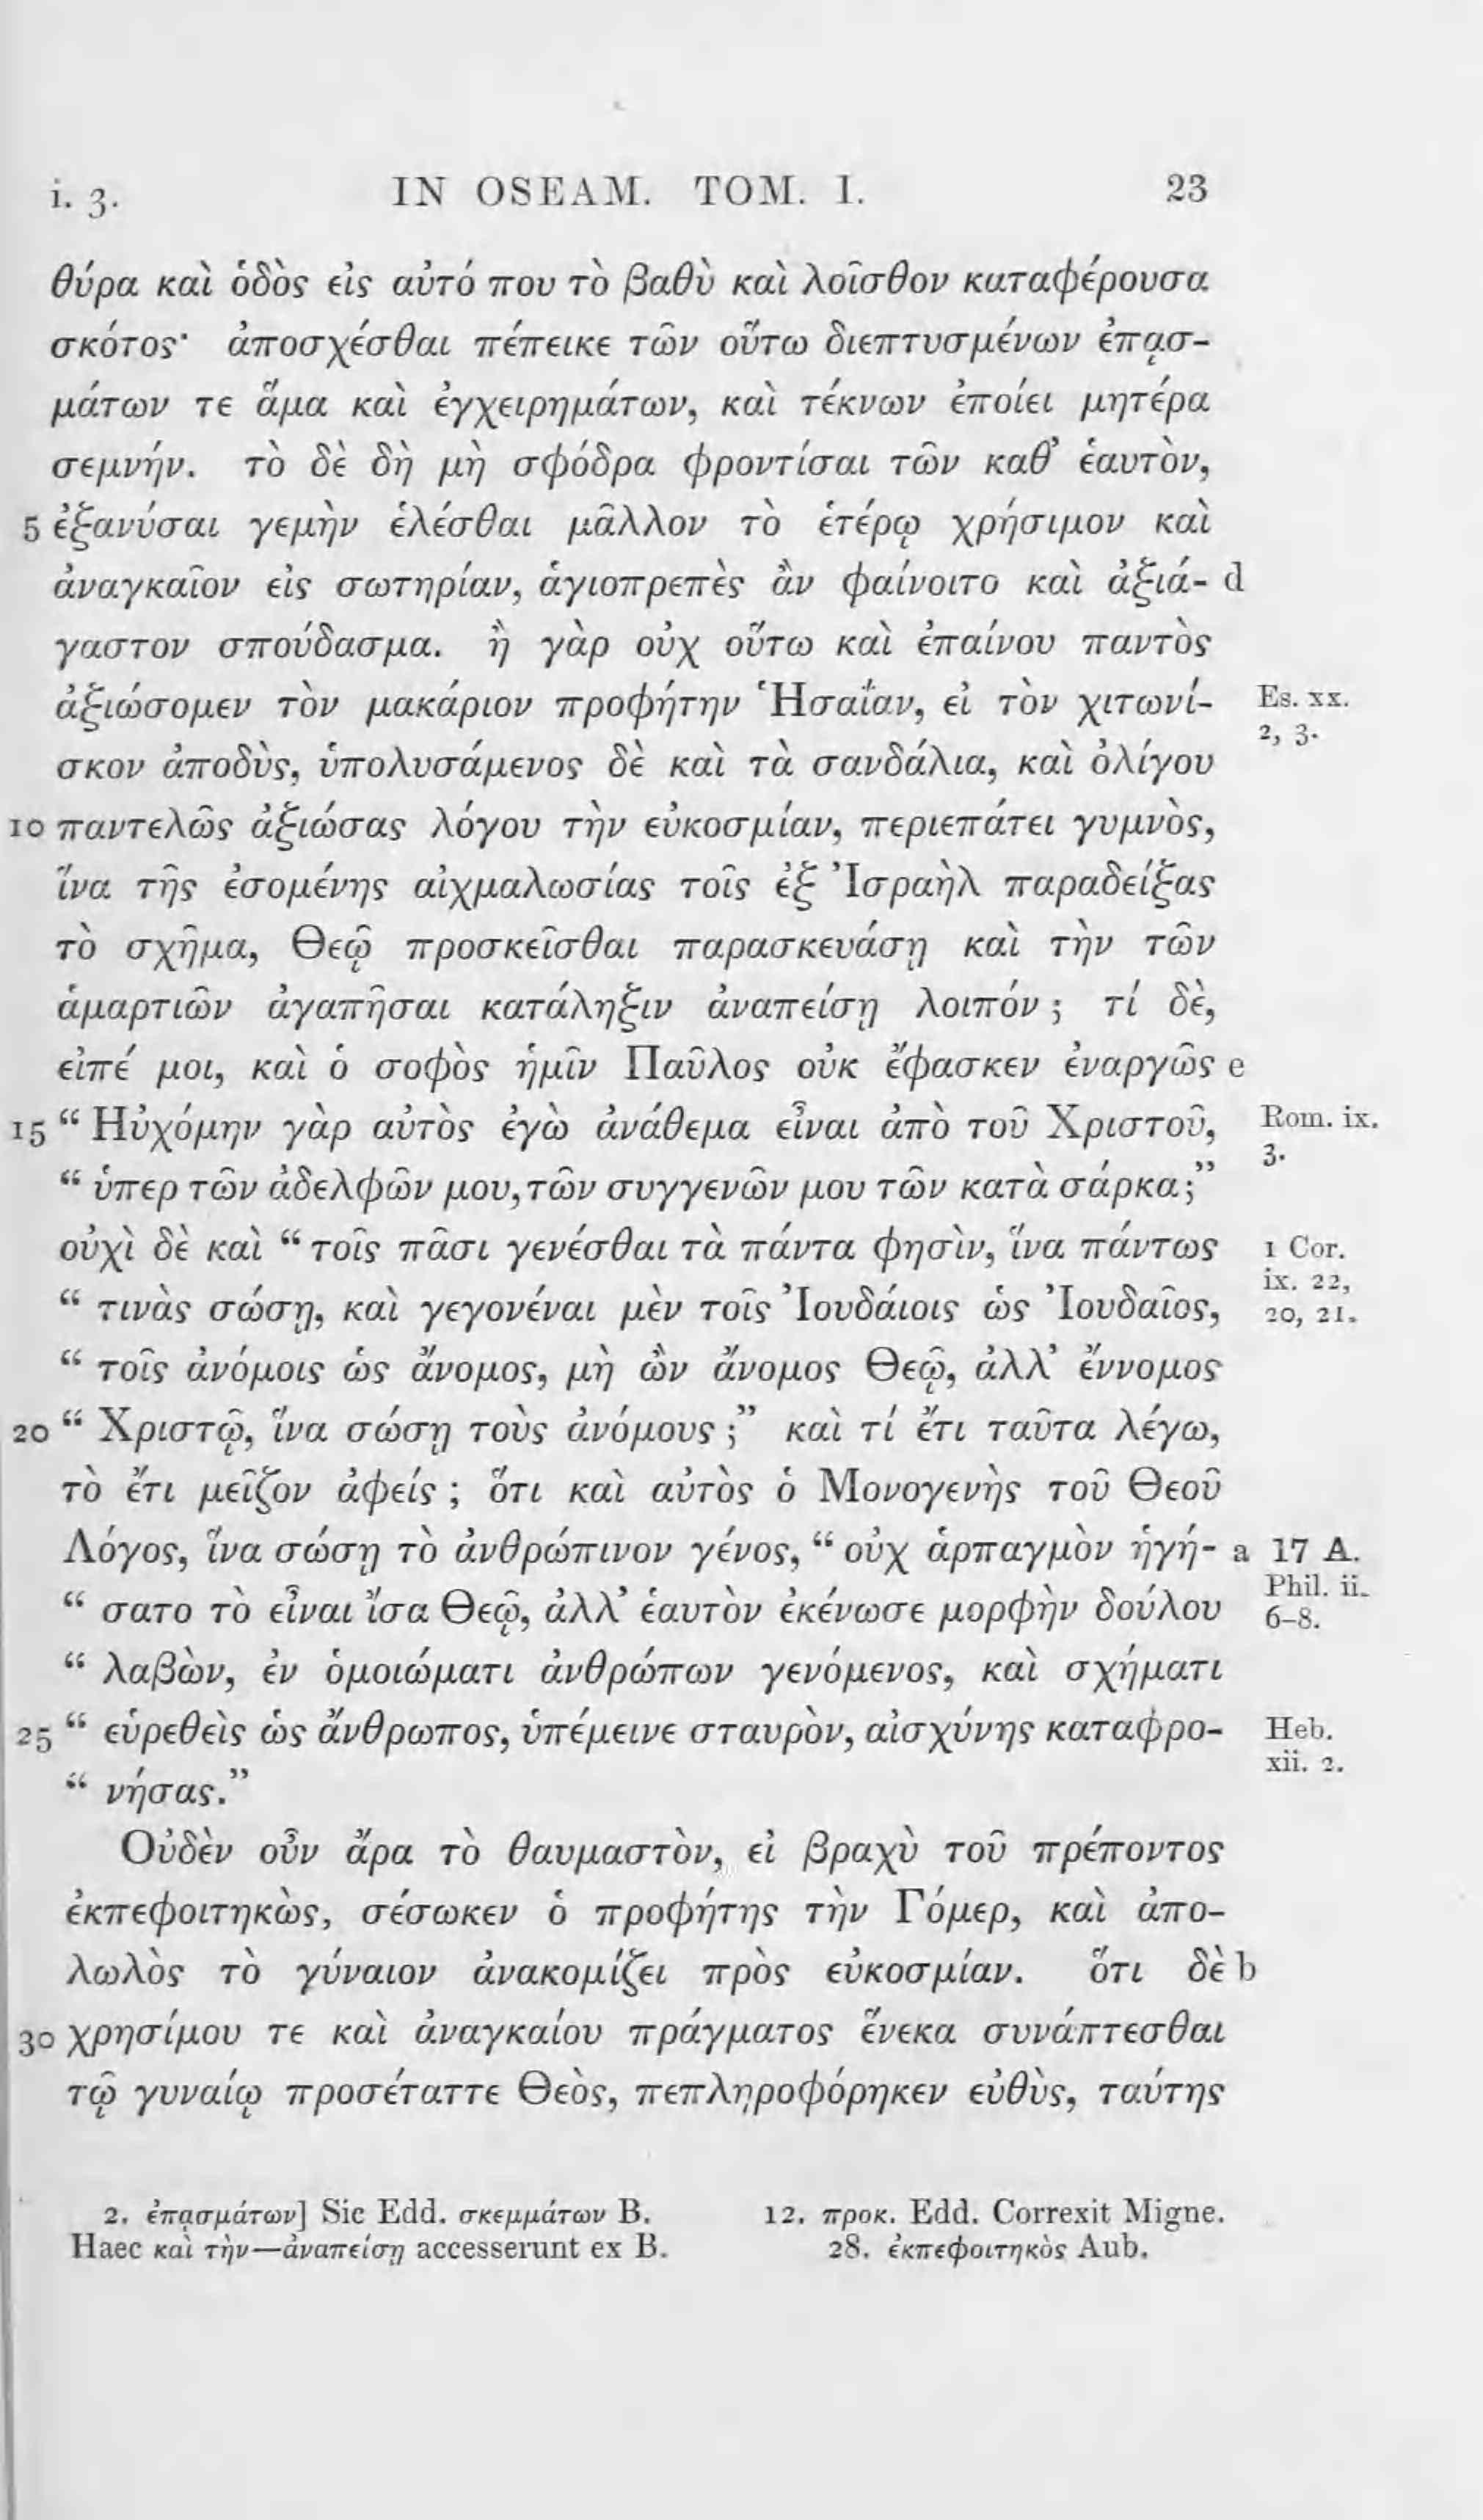 i. 3. IN OSEAM. TOM. I. 23
θύρα καὶ ὁδὸς εἰς αὐτό που τὸ βαθὺ καὶ λοῖσθον καταφέρουσα
σκότος· ἀποσχέσθαι πέπεικε τῶν οὕτω διεπτυσμένων ἐπᾳσ-
μάτων τε ἅμα καὶ ἐγχειρημάτων, καὶ τέκνων ἐποίει μητέρα
σεμνήν. τὸ δὲ δὴ μὴ σφόδρα φροντίσαι τῶν καθ’ ἑαυτὸν,
5 ἐξανύσαι γεμὴν ἑλέσθαι μᾶλλον τὸ ἑτέρῳ χρήσιμον καὶ
ἀναγκαῖον εἰς σωτηρίαν, ἁγιοπρεπὲς ἂν φαίνοιτο καὶ ἀξιά- d
γαστον σπούδασμα. ἢ γὰρ οὐχ οὕτω καὶ ἐπαίνου παντὸς
ἀξιώσομεν τὸν μακάριον προφήτην Ἡσαΐαν, εἰ τὸν χιτωνί- Es. xx.
2, 3.
σκον ἀποδὺς, ὑπολυσάμενος δὲ καὶ τὰ σανδάλια, καὶ ὀλίγου
10 παντελῶς ἀξιώσας λόγου τὴν εὐκοσμίαν, περιεπάτει γυμνὸς,
ἵνα τῆς ἐσομένης αἰχμαλωσίας τοῖς ἐξ Ἰσραὴλ παραδείξας
τὸ σχῆμα, Θεῷ προσκεῖσθαι παρασκευάσῃ καὶ τὴν τῶν
ἁμαρτιῶν ἀγαπῆσαι κατάληξιν ἀναπείσῃ λοιπόν; τί δὲ,
εἰπέ μοι, καὶ ὁ σοφὸς ἡμῖν Παῦλος οὐκ ἔφασκεν ἐναργῶς e
15 “ Ηὐχόμην γὰρ αὐτὸς ἐγὼ ἀνάθεμα εἶναι ἀπὸ τοῦ Χριστοῦ, Rom. ix.
3.
“ ὑπερ τῶν ἀδελφῶν μου, τῶν συγγενῶν μου τῶν κατὰ σάρκα;”
οὐχὶ δὲ καὶ “ τοῖς πᾶσι γενέσθαι τὰ πάντα φησὶν, ἵνα πάντως 1 Cor.
ix. 22,
“ τινὰς σώσῃ, καὶ γεγονέναι μὲν τοῖς Ἰουδάιοις ὡς Ἰουδαῖος, 20, 21.
“ τοῖς ἀνόμοις ὡς ἄνομος, μὴ ὢν ἄνομος Θεῷ, ἀλλ’ ἔννομος
20 “ Χριστῷ, ἵνα σώσῃ τοὺς ἀνόμους ;” καὶ τί ἔτι ταῦτα λέγω,
τὸ ἔτι μεῖζον ἀφείς ; ὅτι καὶ αὐτὸς ὁ Μονογενὴς τοῦ Θεοῦ
Λόγος, ἵνα σώσῃ τὸ ἀνθρώπινον γένος, “ οὐχ ἁρπαγμὸν ἡγή- a 17 A.
Phil. ii.
“ σατο τὸ εἶναι ἴσα Θεῷ, ἀλλ’ ἑαυτὸν ἐκένωσε μορφὴν δούλου 6–8.
“ λαβὼν, ἐν ὁμοιώματι ἀνθρώπων γενόμενος, καὶ σχήματι
25 “ εὑρεθεὶς ὡς ἄνθρωπος, ὑπέμεινε σταυρὸν, αἰσχύνης καταφρο- Heb.
xii. 2.
“ νήσας.”
Οὐδὲν οὖν ἄρα τὸ θαυμαστὸν, εἰ βραχὺ τοῦ πρέποντος
ἐκπεφοιτηκὼς, σέσωκεν ὁ προφήτης τὴν Γόμερ, καὶ ἀπο-
λωλὸς τὸ γύναιον ἀνακομίζει πρὸς εὐκοσμίαν. ὅτι δὲ b
30 χρησίμου τε καὶ ἀναγκαίου πράγματος ἕνεκα συνάπτεσθαι
τῷ γυναίῳ προσέταττε Θεὸς, πεπληροφόρηκεν εὐθὺς, ταύτης
2. ἐπᾳσμάτων] Sic Edd. σκεμμάτων B. 12. προκ. Edd. Correxit Migne.
Haec καὶ τὴν—ἀναπείσῃ accesserunt ex B. 28. ἐκπεφοιτηκὸς Aub.